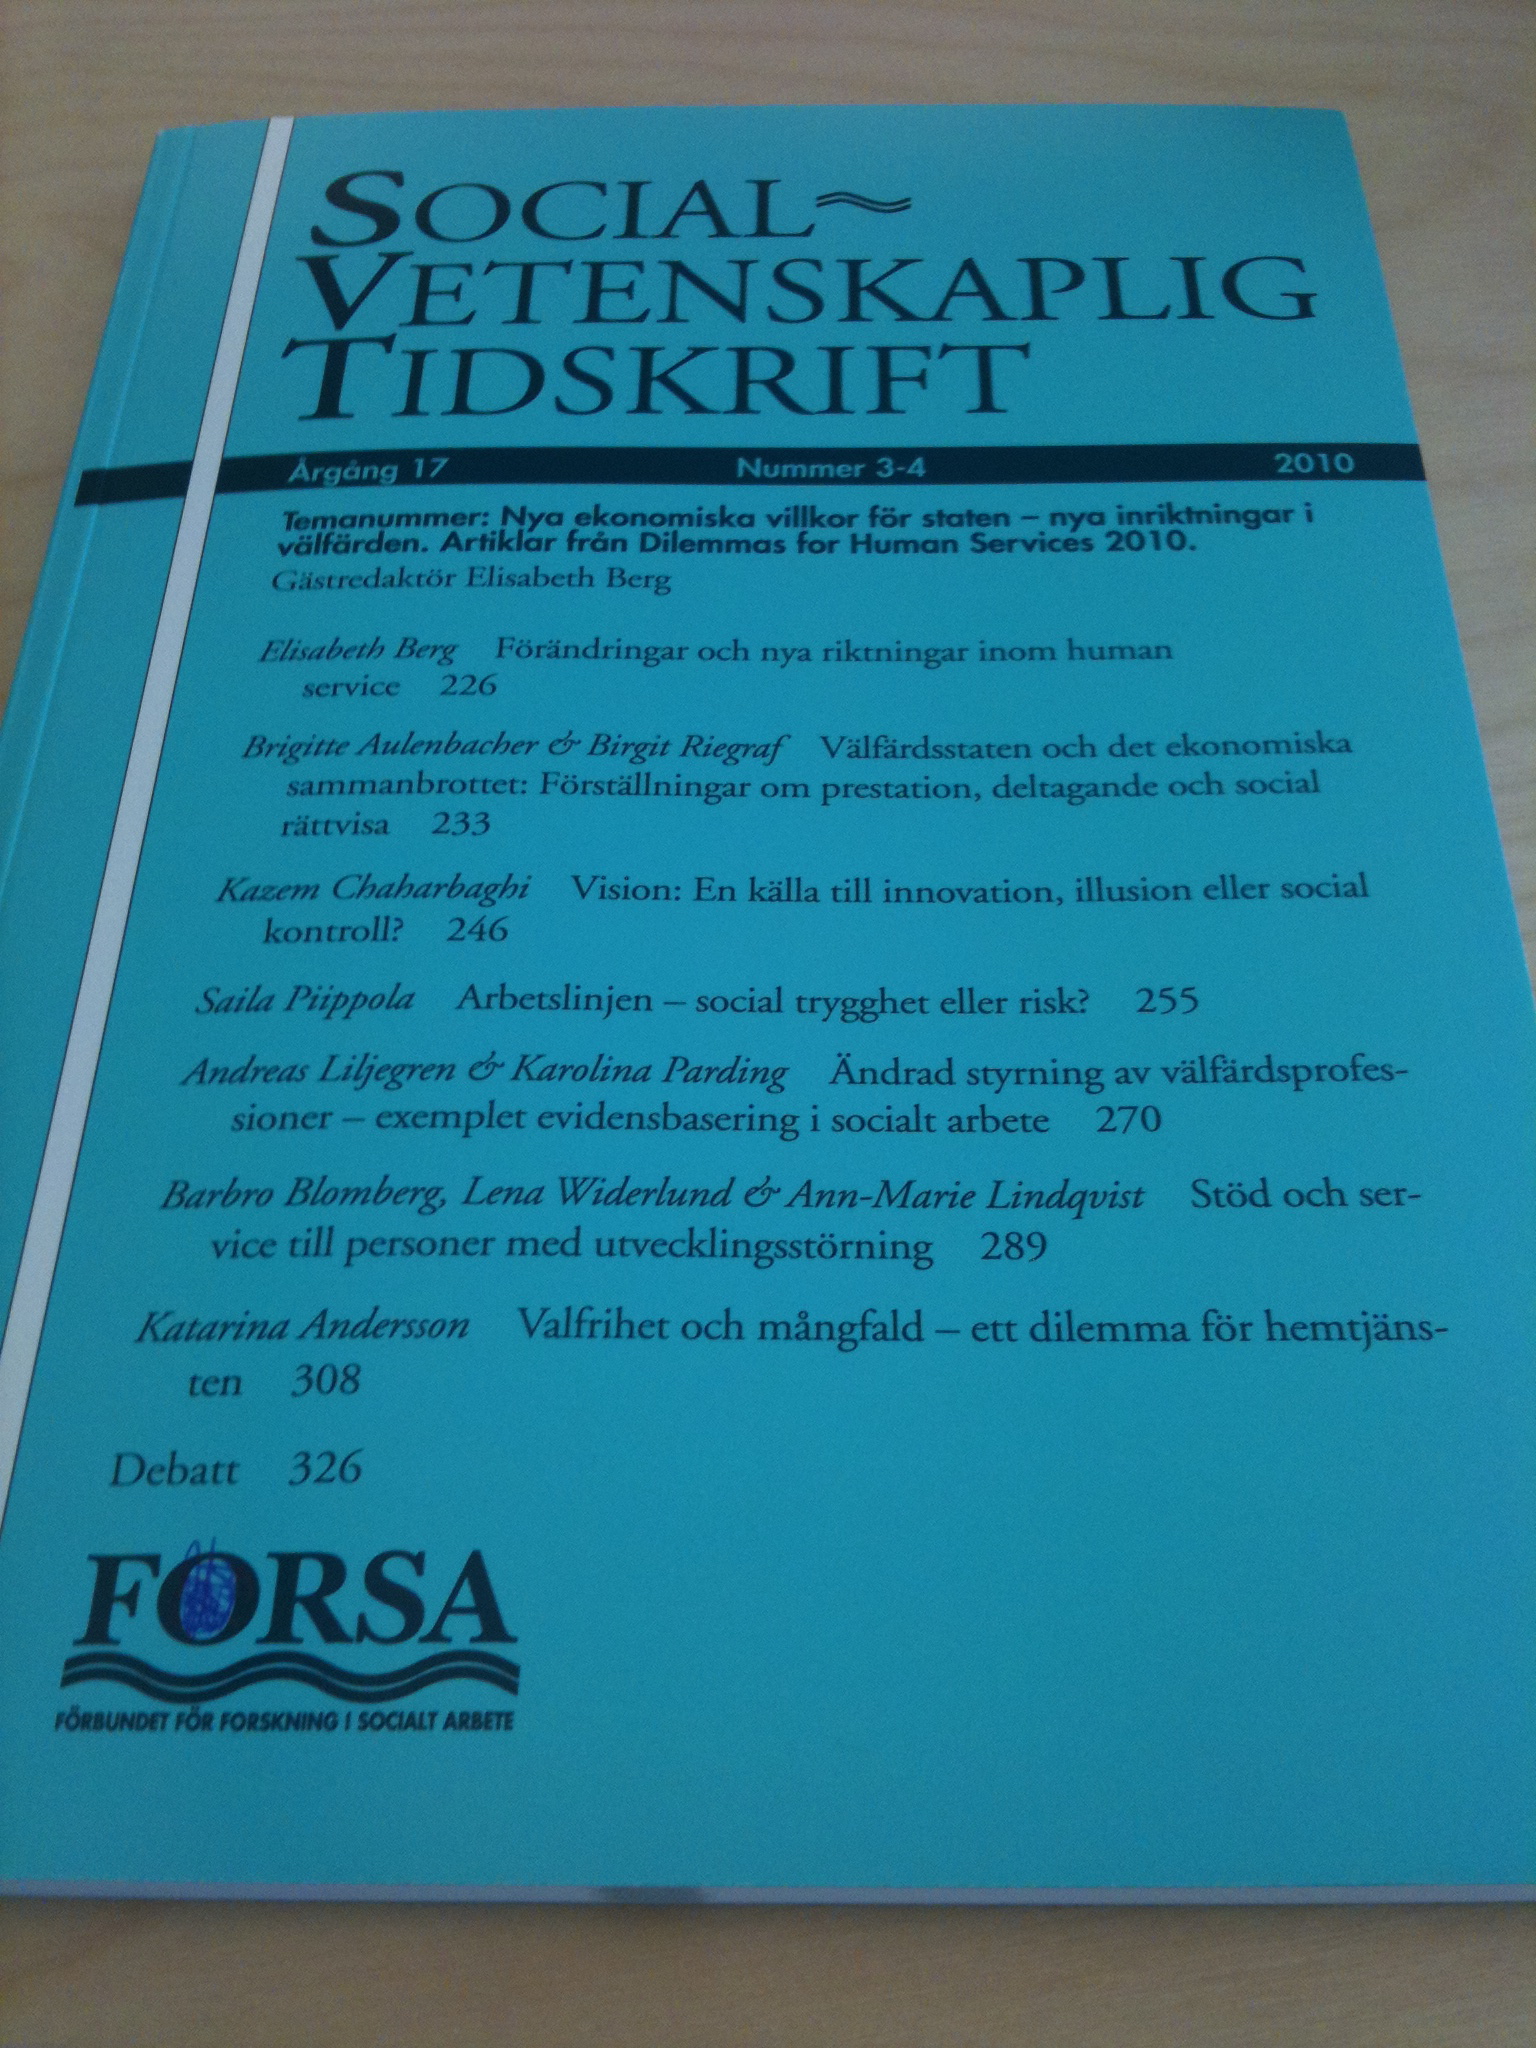 SOCIAL~
VETENSKAPLIG
TIDSKRIFT
Årgång 17 Nummer 3-4 2010
Temanummer: Nya ekonomiska villkor för staten – nya inriktningar i
välfärden. Artiklar från Dilemmas for Human Services 2010.
Gästredaktör Elisabeth Berg
Elisabeth Berg Förändringar och nya riktningar inom human
service 226
Brigitte Aulenbacher & Birgit Riegraf Välfärdsstaten och det ekonomiska
sammanbrottet: Förställningar om prestation, deltagande och social
rättvisa 233
Kazem Chaharbaghi Vision: En källa till innovation, illusion eller social
kontroll? 246
Saila Piippola Arbetslinjen – social trygghet eller risk? 255
Andreas Liljegren & Karolina Parding Ändrad styrning av välfärdsprofes-
sioner – exemplet evidensbasering i socialt arbete 270
Barbro Blomberg, Lena Widerlund & Ann-Marie Lindqvist Stöd och ser-
vice till personer med utvecklingsstörning 289
Katarina Andersson Valfrihet och mångfald – ett dilemma för hemtjäns-
ten 308
Debatt 326
FORSA
FÖRBUNDET FÖR FORSKNING I SOCIALT ARBETE